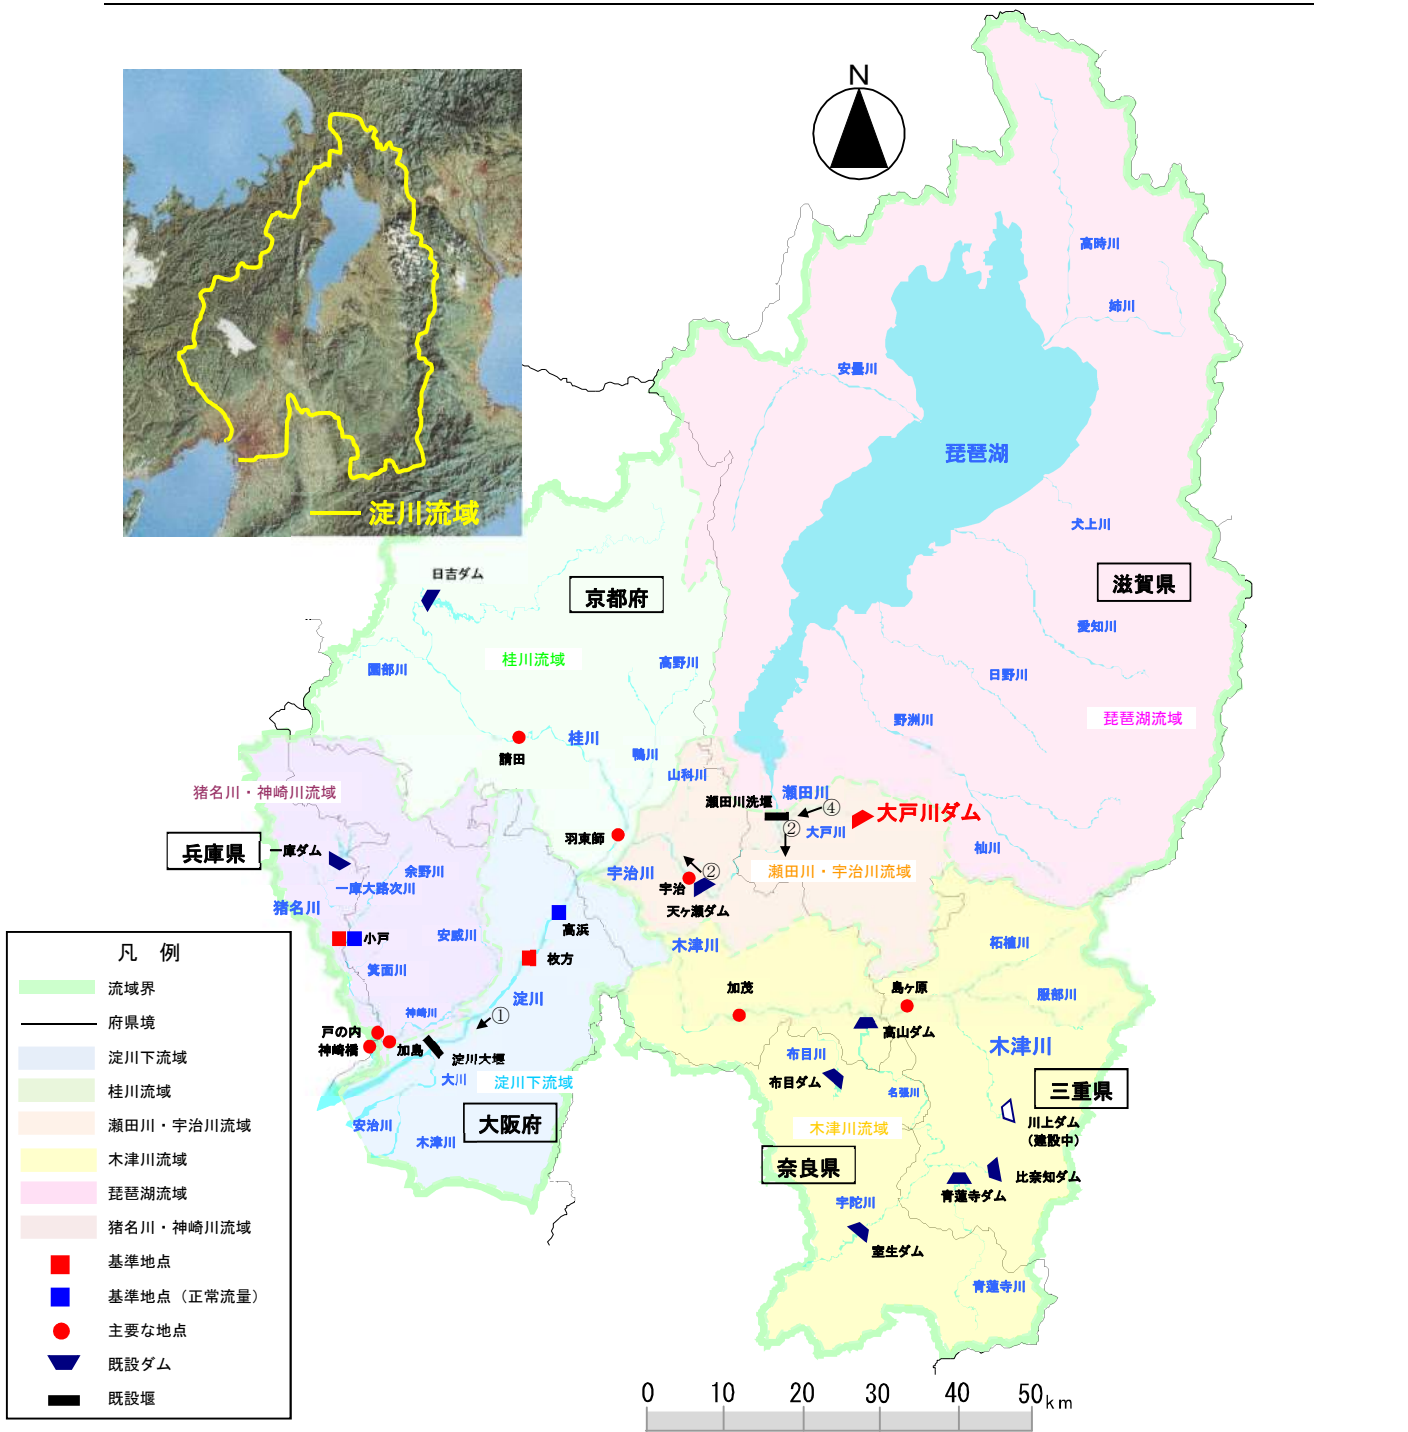 N
淀川流域
高時川
姉川
安曇川
琵琶湖
犬上川
日吉ダム
京都府
滋賀県
愛知川
桂川流域
高野川
園部川
日野川
琵琶湖流域
野洲川
桂川
請田
鴨川
山科川
猪名川・神崎川流域
瀬田川洗堰
瀬田川
④
大戸川ダム
②
大戸川
羽束師
兵庫県
一庫ダム
杣川
余野川
宇治川
②
瀬田川・宇治川流域
一庫大路次川
宇治
猪名川
天ヶ瀬ダム
高浜
小戸
安威川
木津川
柘植川
枚方
箕面川
加茂
島ヶ原
服部川
淀川
神崎川
①
戸の内
神崎橋
加島
淀川大堰
高山ダム
木津川
布目川
大川
淀川下流域
布目ダム
名張川
三重県
安治川
大阪府
木津川
木津川流域
川上ダム
(建設中)
奈良県
比奈知ダム
青蓮寺ダム
宇陀川
室生ダム
青蓮寺川
凡 例
流域界
府県境
淀川下流域
桂川流域
瀬田川・宇治川流域
木津川流域
琵琶湖流域
猪名川・神崎川流域
基準地点
基準地点（正常流量）
主要な地点
既設ダム
既設堰
0 10 20 30 40 50km